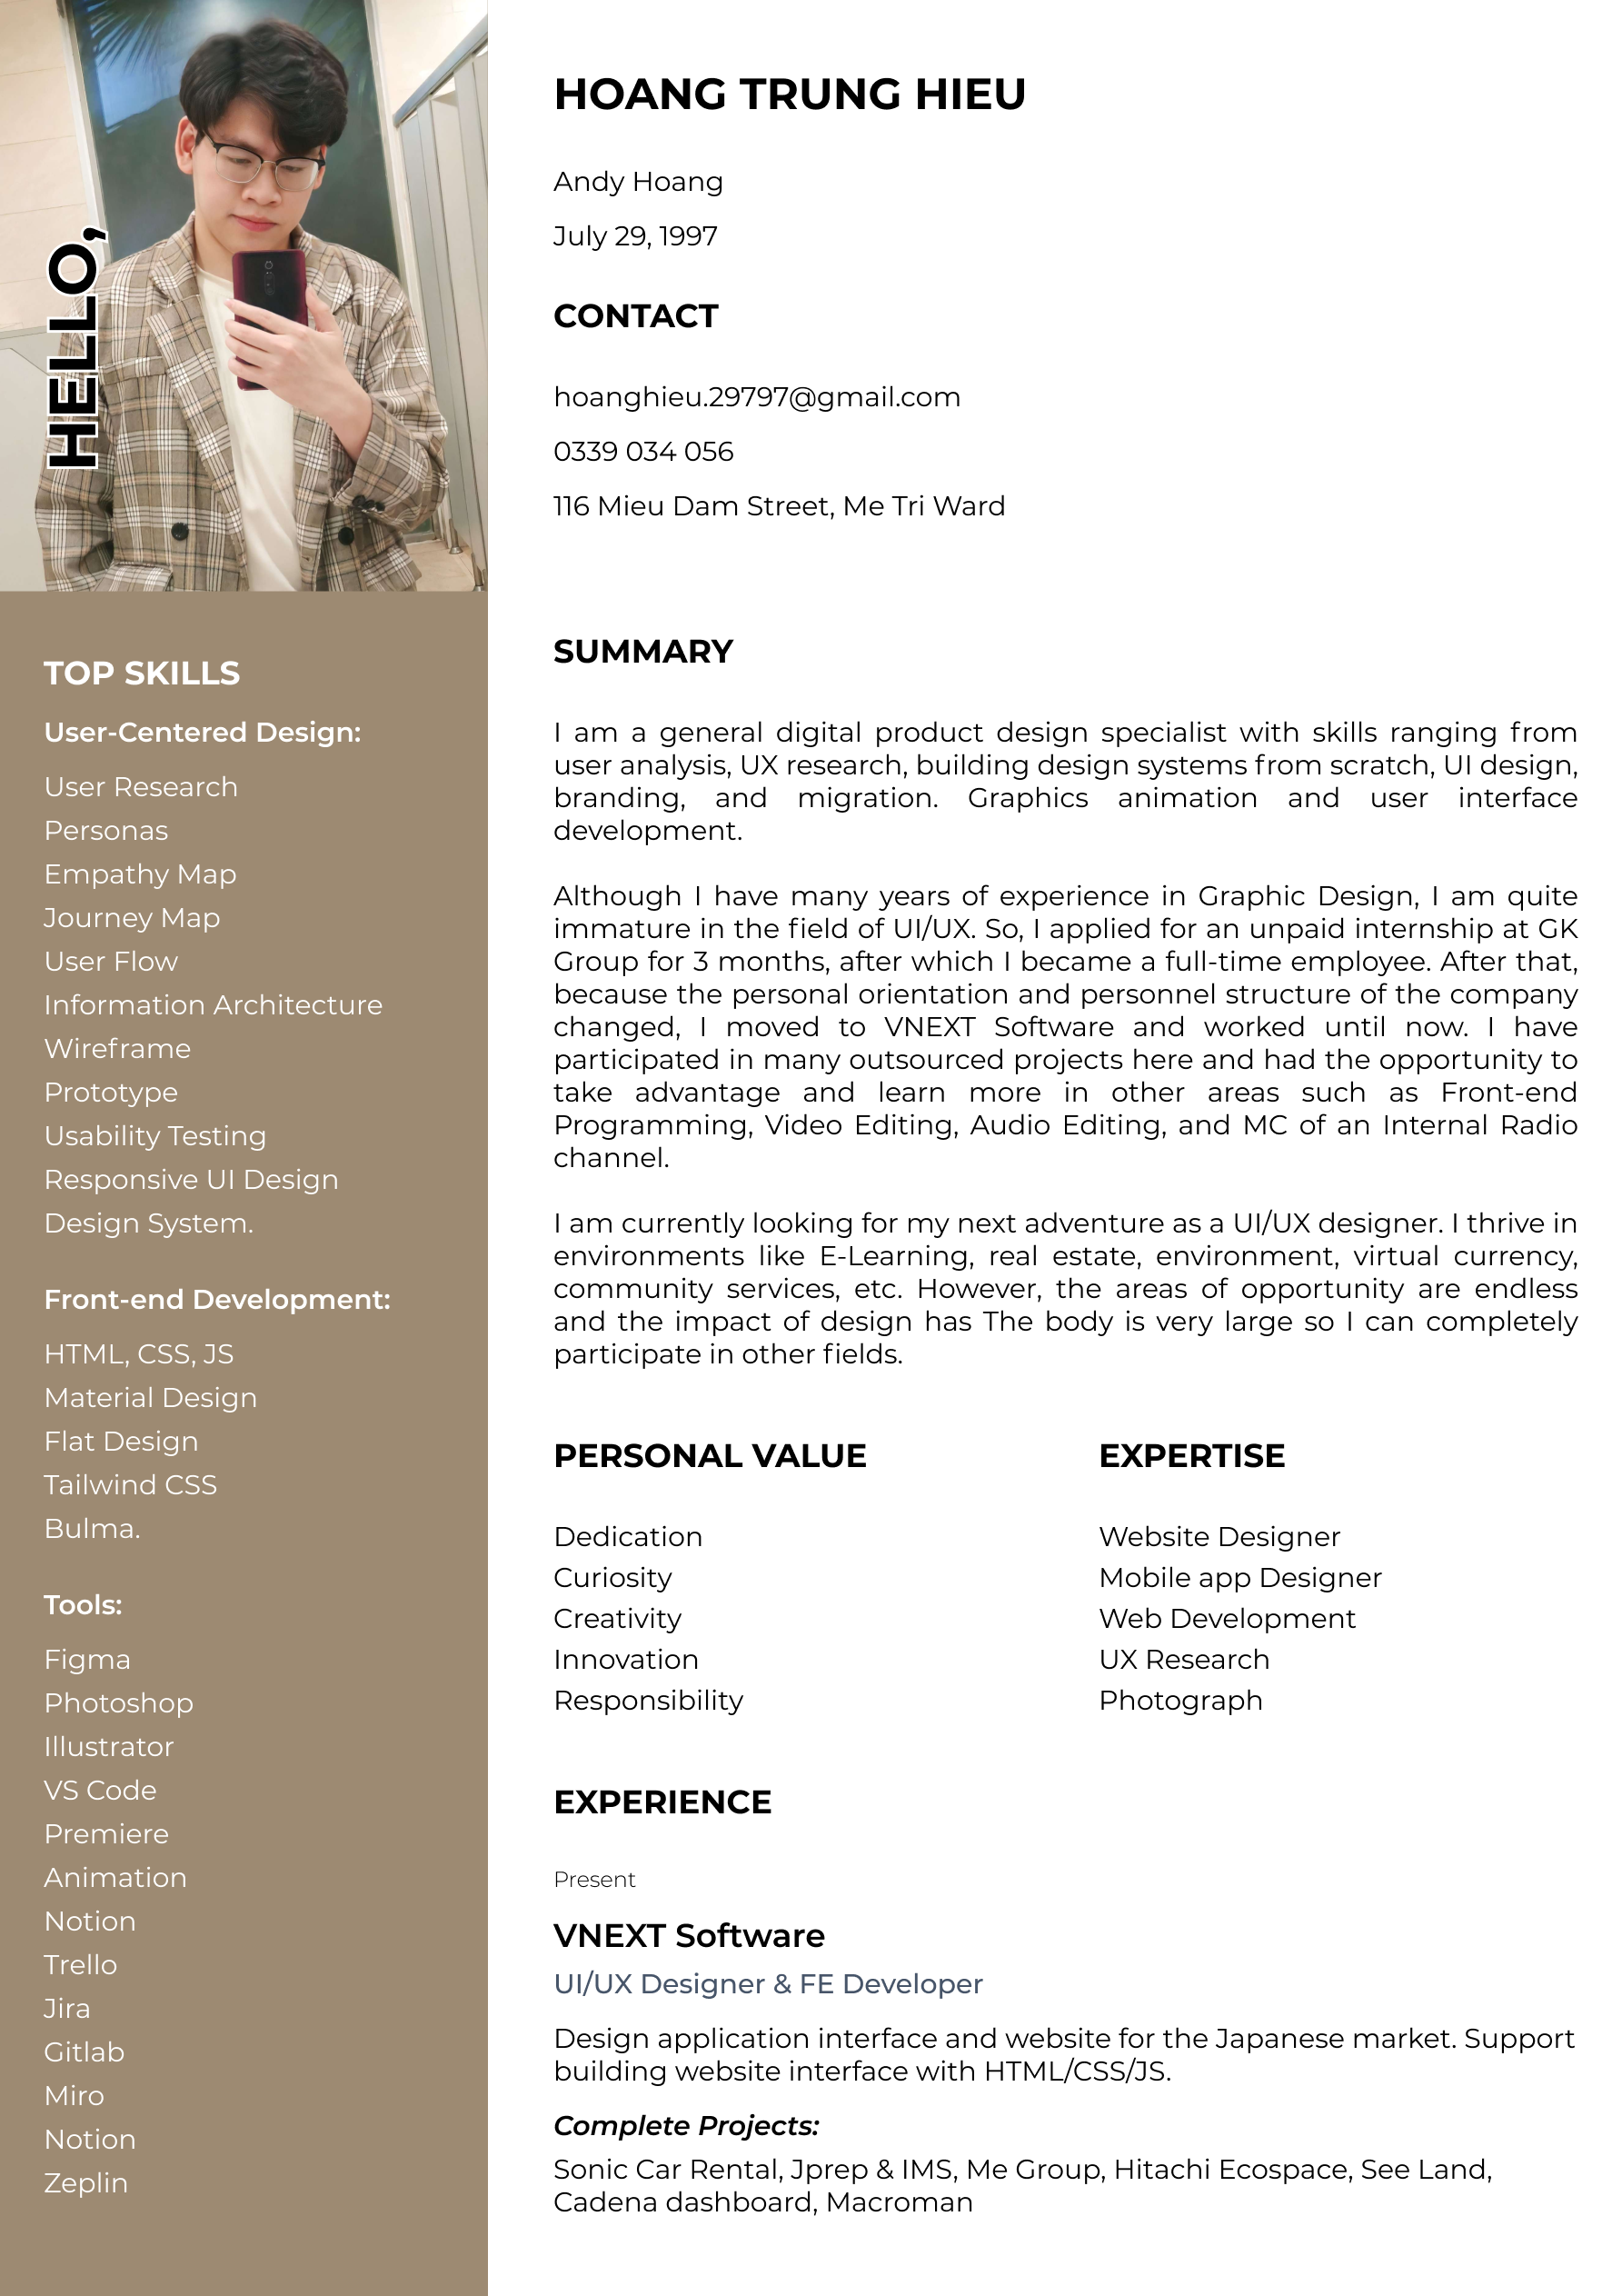 HELLO,
TOP SKILLS
User-Centered Design:
User Research
Personas
Empathy Map
Journey Map
User Flow
Information Architecture
Wireframe
Prototype
Usability Testing
Responsive UI Design
Design System.
Front-end Development:
HTML, CSS, JS
Material Design
Flat Design
Tailwind CSS
Bulma.
Tools:
Figma
Photoshop
Illustrator
VS Code
Premiere
Animation
Notion
Trello
Jira
Gitlab
Miro
Notion
Zeplin
HOANG TRUNG HIEU
Andy Hoang
July 29, 1997
CONTACT
hoanghieu.29797@gmail.com
0339 034 056
116 Mieu Dam Street, Me Tri Ward
SUMMARY
I am a general digital product design specialist with skills ranging from
user analysis, UX research, building design systems from scratch, UI design,
branding, and migration. Graphics animation and user interface
development.
Although I have many years of experience in Graphic Design, I am quite
immature in the field of UI/UX. So, I applied for an unpaid internship at GK
Group for 3 months, after which I became a full-time employee. After that,
because the personal orientation and personnel structure of the company
changed, I moved to VNEXT Software and worked until now. I have
participated in many outsourced projects here and had the opportunity to
take advantage and learn more in other areas such as Front-end
Programming, Video Editing, Audio Editing, and MC of an Internal Radio
channel.
I am currently looking for my next adventure as a UI/UX designer. I thrive in
environments like E-Learning, real estate, environment, virtual currency,
community services, etc. However, the areas of opportunity are endless
and the impact of design has The body is very large so I can completely
participate in other fields.
PERSONAL VALUE
Dedication
Curiosity
Creativity
Innovation
Responsibility
EXPERTISE
Website Designer
Mobile app Designer
Web Development
UX Research
Photograph
EXPERIENCE
Present
VNEXT Software
UI/UX Designer & FE Developer
Design application interface and website for the Japanese market. Support
building website interface with HTML/CSS/JS.
Complete Projects:
Sonic Car Rental, Jprep & IMS, Me Group, Hitachi Ecospace, See Land,
Cadena dashboard, Macroman